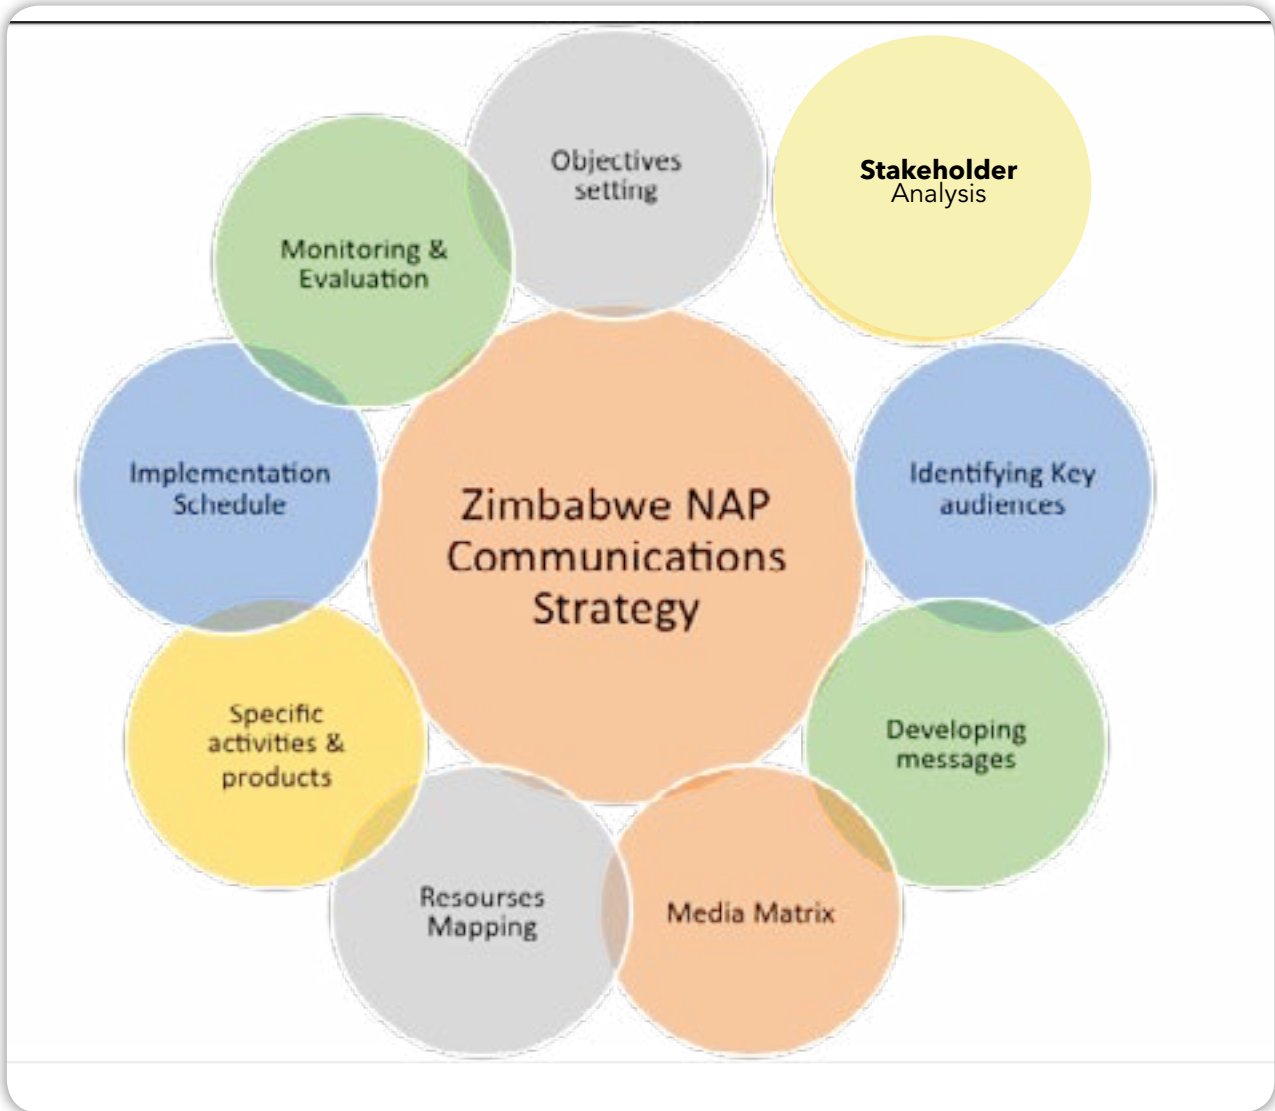 Objectives
setting
Stakeholder
Analysis
Monitoring &
Evaluation
Implementation
Schedule
Zimbabwe NAP
Communications
Strategy
Identifying Key
audiences
Specific
activities &
products
Developing
messages
Resourses
Mapping
Media Matrix